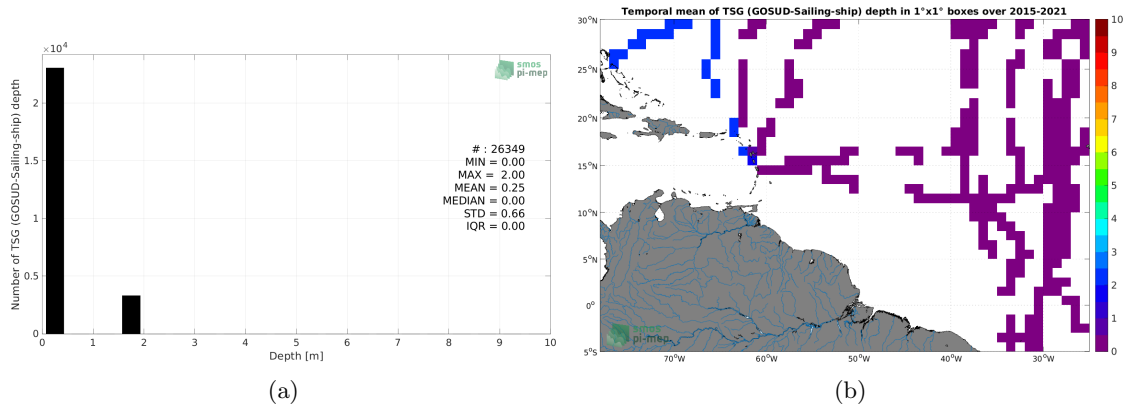 ×10⁴
2
1.5
1
0.5
0
0
1
2
3
4
5
6
7
8
9
10
Number of TSG (GOSUD-Sailing-ship) depth
Depth [m]
smos
pi-mep
# : 26349
MIN = 0.00
MAX = 2.00
MEAN = 0.25
MEDIAN = 0.00
STD = 0.66
IQR = 0.00
(a)
Temporal mean of TSG (GOSUD-Sailing-ship) depth in 1°x1° boxes over 2015-2021
30°N
25°N
20°N
15°N
10°N
5°N
0°
5°S
70°W
60°W
50°W
40°W
30°W
smos
pi-mep
10
9
8
7
6
5
4
3
2
1
0
(b)